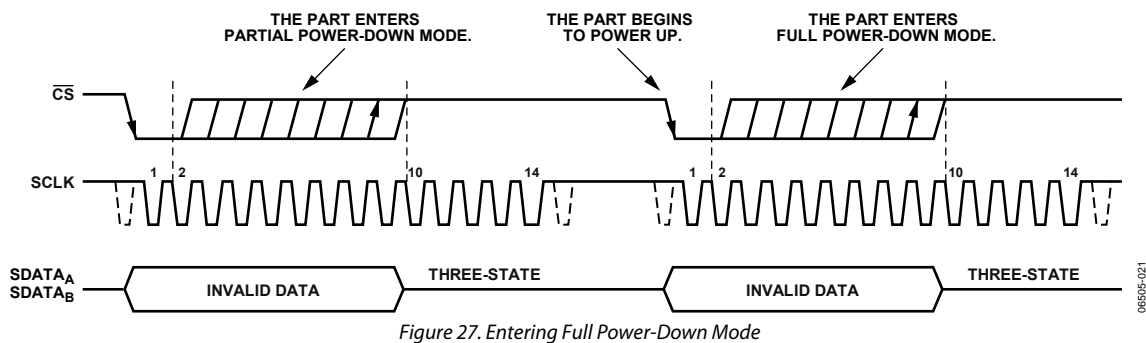 THE PART ENTERS
PARTIAL POWER-DOWN MODE.
THE PART BEGINS
TO POWER UP.
THE PART ENTERS
FULL POWER-DOWN MODE.
CS
SCLK
1 2 10 14 1 2 10 14
SDATAA
SDATAB
INVALID DATA THREE-STATE INVALID DATA THREE-STATE
06505-021
Figure 27. Entering Full Power-Down Mode